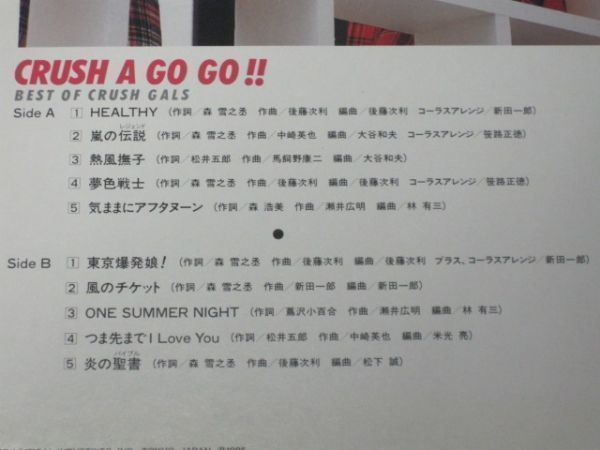 CRUSH A GO GO!!
BEST OF CRUSH GALS
Side A 1 HEALTHY (作詞/森 雪之丞 作曲/後藤次利 編曲/後藤次利 コーラスアレンジ/新田一郎)
レジェンド
2 嵐の伝説 (作詞/森 雪之丞 作曲/中崎英也 編曲/大谷和夫 コーラスアレンジ/笹路正徳)
3 熱風撫子 (作詞/松井五郎 作曲/馬飼野康二 編曲/大谷和夫)
4 夢色戦士 (作詞/森 雪之丞 作曲/後藤次利 編曲/後藤次利 コーラスアレンジ/笹路正徳)
5 気ままにアフタヌーン (作詞/森 浩美 作曲/瀬井広明 編曲/林 有三)
●
Side B 1 東京爆発娘! (作詞/森 雪之丞 作曲/後藤次利 編曲/後藤次利 ブラス、コーラスアレンジ/新田一郎)
2 風のチケット (作詞/森 雪之丞 作曲/新田一郎 編曲/新田一郎)
3 ONE SUMMER NIGHT (作詞/蔦沢小百合 作曲/瀬井広明 編曲/林 有三)
4 つま先まで I Love You (作詞/松井五郎 作曲/中崎英也 編曲/朱光 亮)
バイブル
5 炎の聖書 (作詞/森 雪之丞 作曲/後藤次利 編曲/松下 誠)